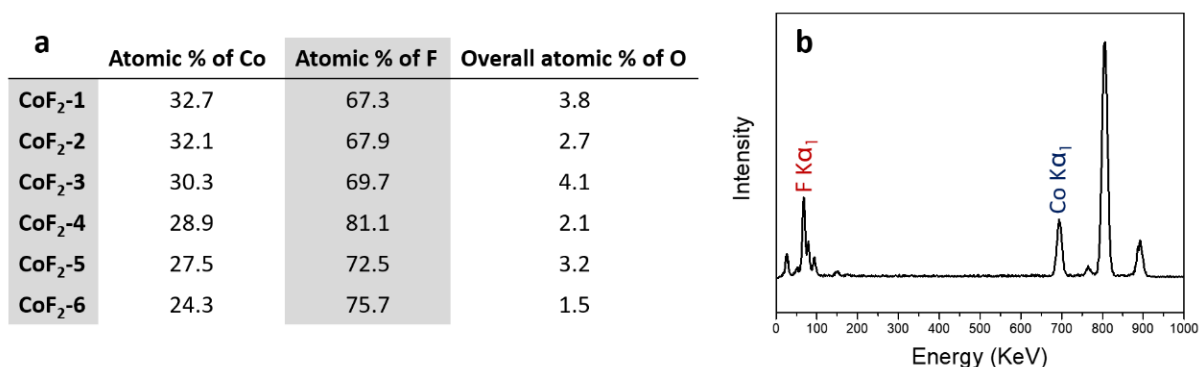 a
Atomic % of Co Atomic % of F Overall atomic % of O
CoF₂-1 32.7 67.3 3.8
CoF₂-2 32.1 67.9 2.7
CoF₂-3 30.3 69.7 4.1
CoF₂-4 28.9 81.1 2.1
CoF₂-5 27.5 72.5 3.2
CoF₂-6 24.3 75.7 1.5
b
Intensity
F Kα₁
Co Kα₁
0 100 200 300 400 500 600 700 800 900 1000
Energy (KeV)